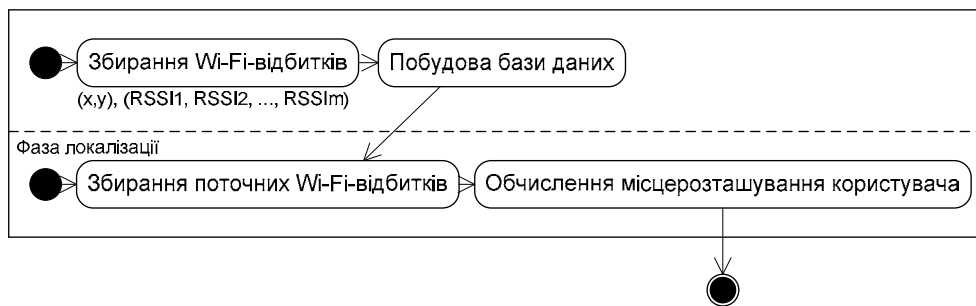 Збирання Wi-Fi-відбитків
Побудова бази даних
(x,y), (RSSI1, RSSI2, ..., RSSIm)
Фаза локалізації
Збирання поточних Wi-Fi-відбитків
Обчислення місцерозташування користувача